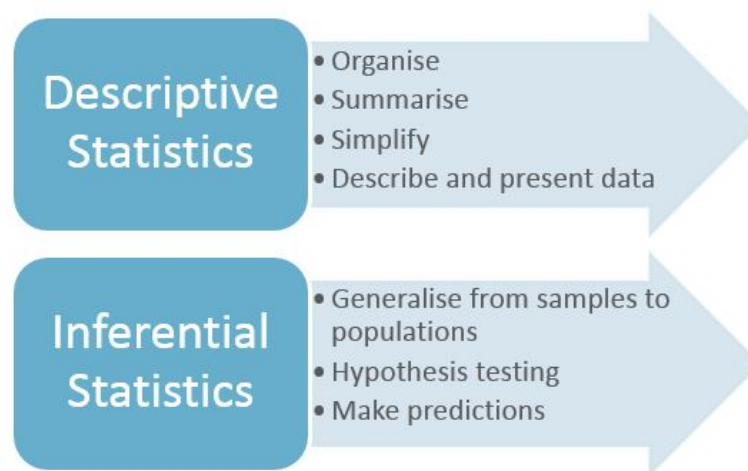 Descriptive
Statistics
• Organise
• Summarise
• Simplify
• Describe and present data
Inferential
Statistics
• Generalise from samples to
populations
• Hypothesis testing
• Make predictions